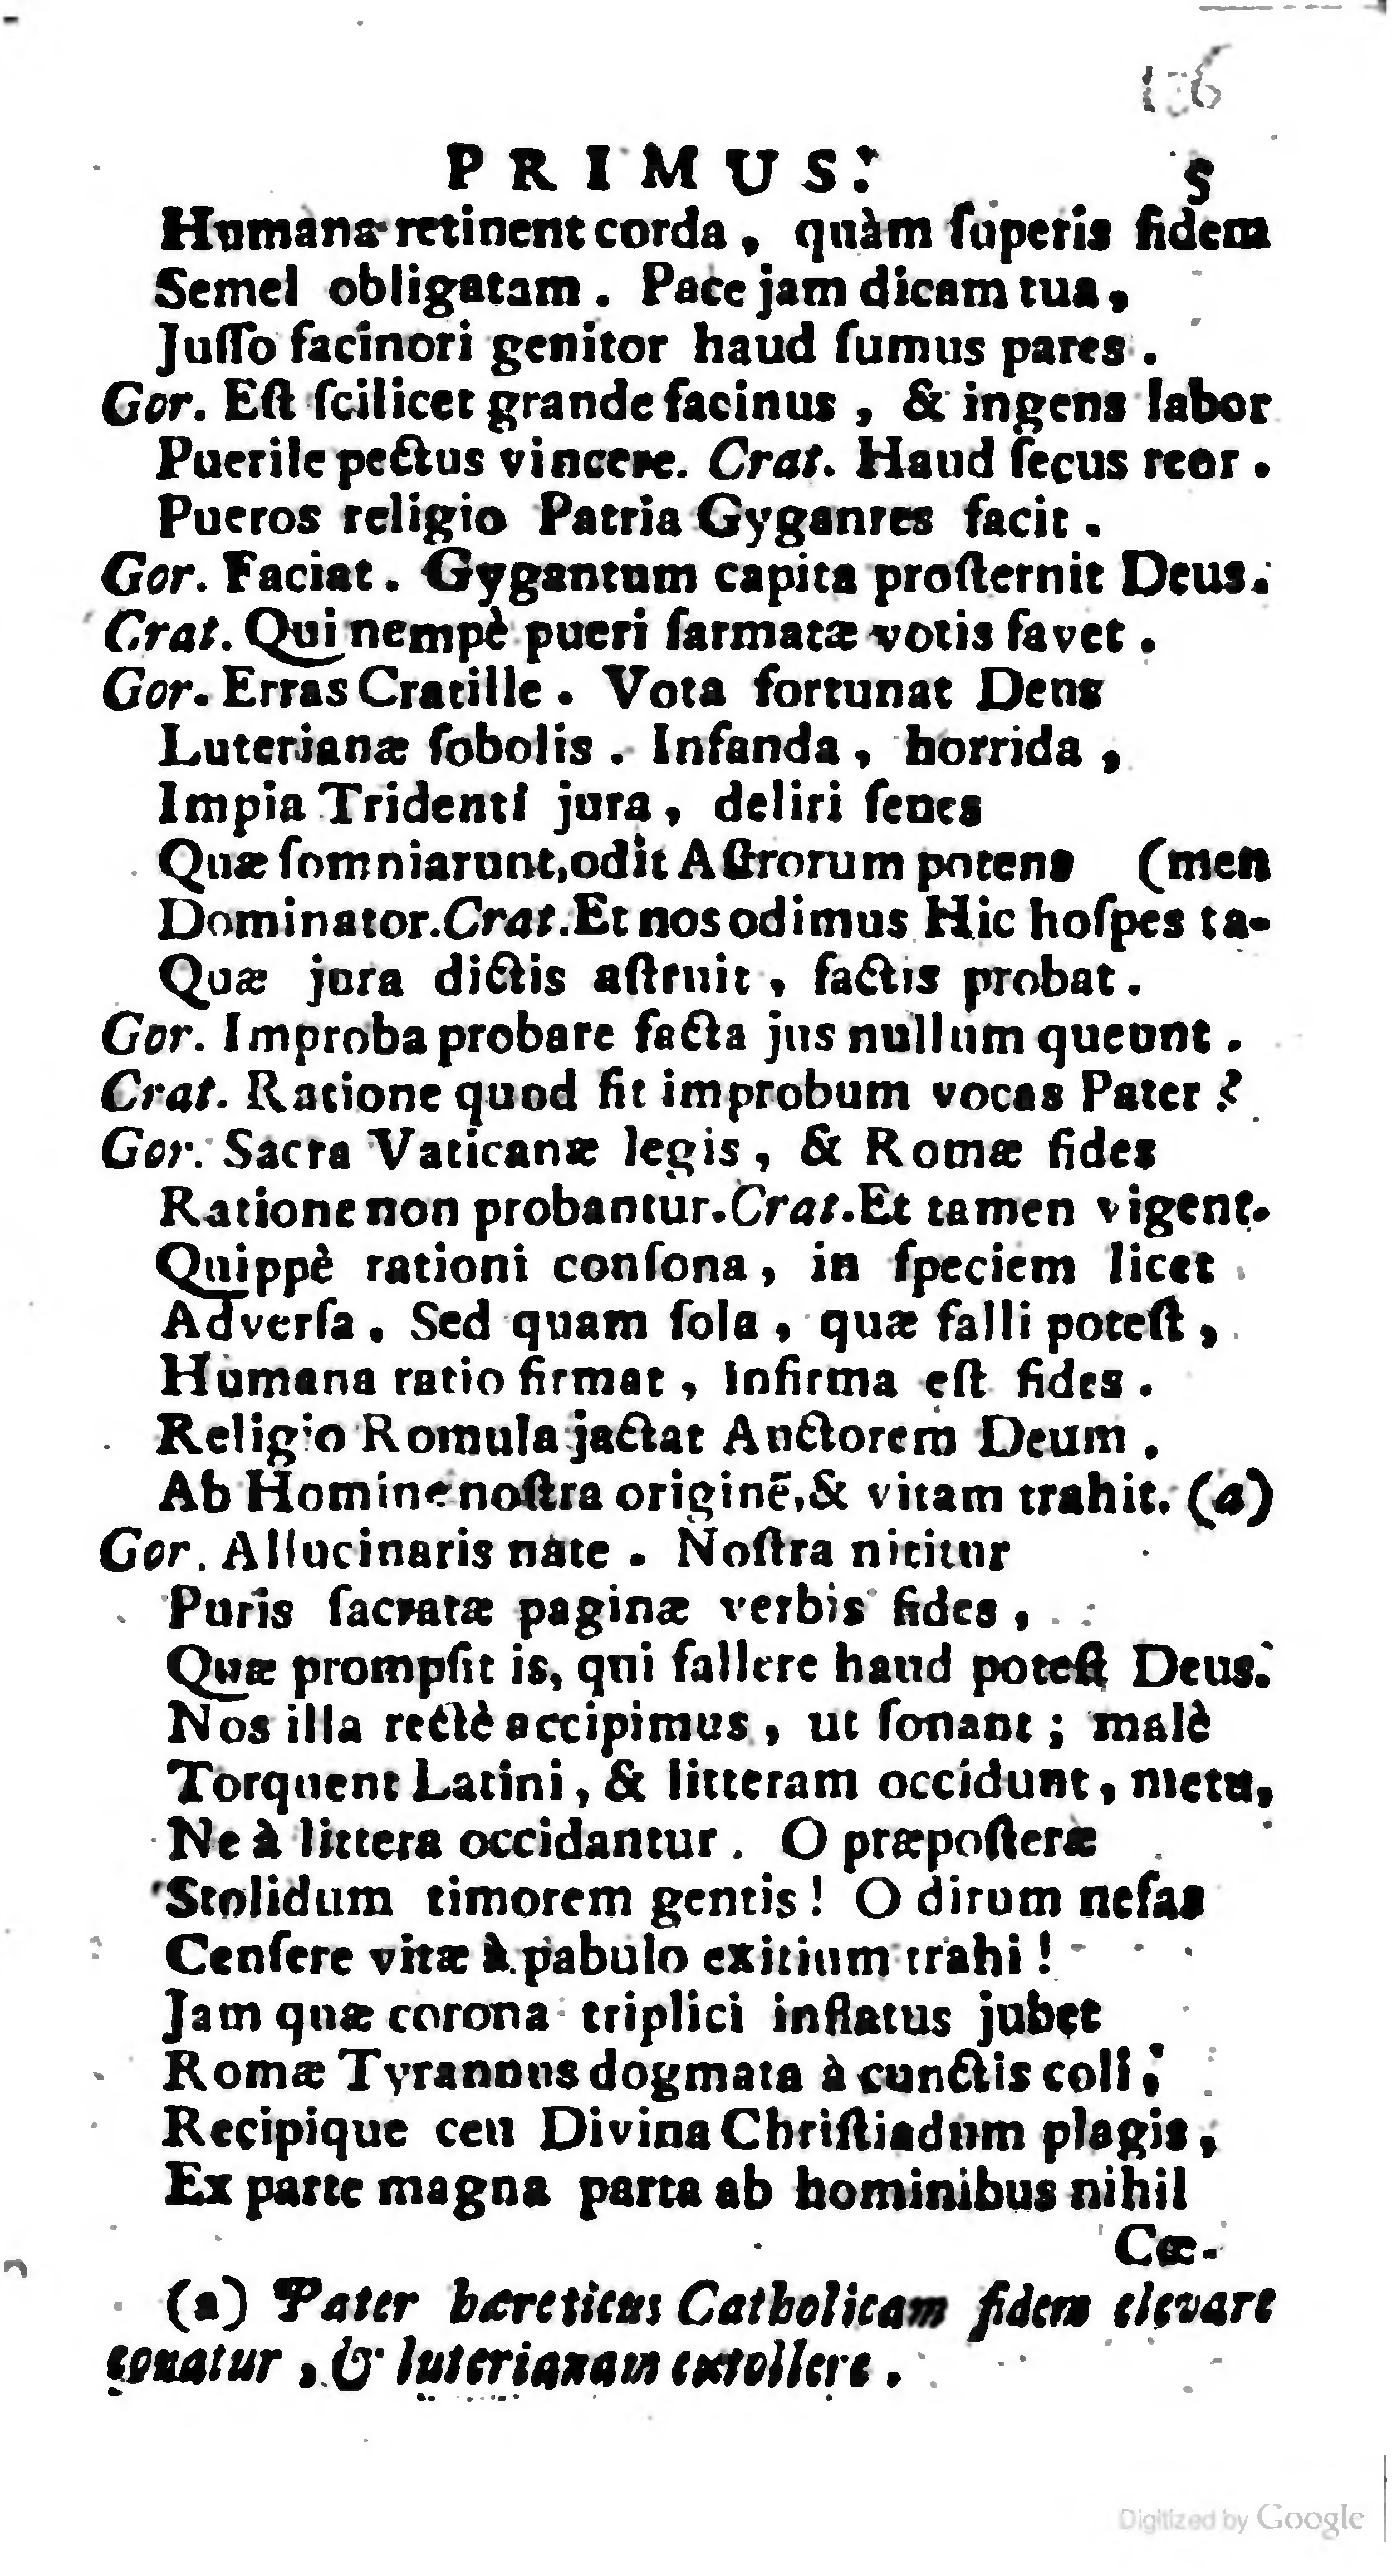 136
PRIMUS. 5
Humana retinent corda, quàm ſuperis fidem
Semel obligatam. Pace jam dicam tua,
Juſſo facinori genitor haud ſumus pares.
Gor. Eſt ſcilicet grande facinus, & ingens labor
Puerile pectus vincere. Crat. Haud ſecus reor.
Pueros religio Patria Gygantes facit.
Gor. Faciat. Gygantum capita proſternit Deus.
Crat. Qui nempè pueri ſarmatæ votis favet.
Gor. Erras Cratille. Vota fortunat Deus
Luterianæ ſobolis. Infanda, horrida,
Impia Tridenti jura, deliri ſenes
Quæ ſomniarunt, odit Aſtrorum potens (men
Dominator. Crat. Et nos odimus Hic hoſpes ta-
Quæ jura dictis aſtruit, factis probat.
Gor. Improba probare facta jus nullum queunt.
Crat. Ratione quod fit improbum vocas Pater?
Gor. Sacra Vaticanæ legis, & Romæ fides
Ratione non probantur. Crat. Et tamen vigent.
Quippè rationi conſona, in ſpeciem licet
Adverſa. Sed quam ſola, quæ falli poteſt,
Humana ratio firmat, infirma eſt fides.
Religio Romula jactat Auctorem Deum.
Ab Homine noſtra originē, & vitam trahit. (a)
Gor. Allucinaris nate. Noſtra nititur
Puris ſacratæ paginæ verbis fides,
Quæ prompſit is, qui fallere haud poteſt Deus.
Nos illa rectè accipimus, ut ſonant; malè
Torquent Latini, & litteram occidunt, metu,
Ne à littera occidantur. O præpoſteræ
Stolidum timorem gentis! O dirum nefas
Cenſere vitæ à pabulo exitium trahi!
Jam quæ corona triplici inflatus jubet
Romæ Tyrannus dogmata à cunctis coli,
Recipique ceu Divina Chriſtiadum plagis,
Ex parte magna parta ab hominibus nihil
Cœ-
(a) Pater hæreticus Catholicam fidem elevare
conatur, & luterianam extollere.
Digitized by Google